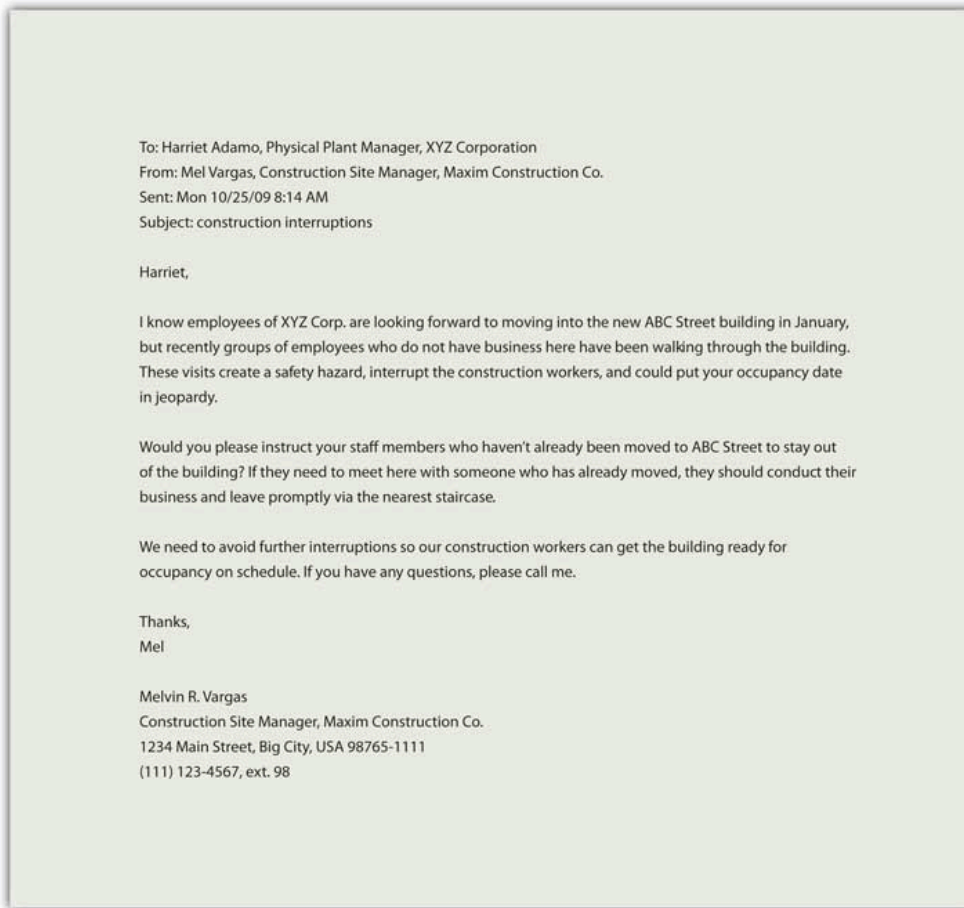 To: Harriet Adamo, Physical Plant Manager, XYZ Corporation
From: Mel Vargas, Construction Site Manager, Maxim Construction Co.
Sent: Mon 10/25/09 8:14 AM
Subject: construction interruptions
Harriet,
I know employees of XYZ Corp. are looking forward to moving into the new ABC Street building in January,
but recently groups of employees who do not have business here have been walking through the building.
These visits create a safety hazard, interrupt the construction workers, and could put your occupancy date
in jeopardy.
Would you please instruct your staff members who haven't already been moved to ABC Street to stay out
of the building? If they need to meet here with someone who has already moved, they should conduct their
business and leave promptly via the nearest staircase.
We need to avoid further interruptions so our construction workers can get the building ready for
occupancy on schedule. If you have any questions, please call me.
Thanks,
Mel
Melvin R. Vargas
Construction Site Manager, Maxim Construction Co.
1234 Main Street, Big City, USA 98765-1111
(111) 123-4567, ext. 98